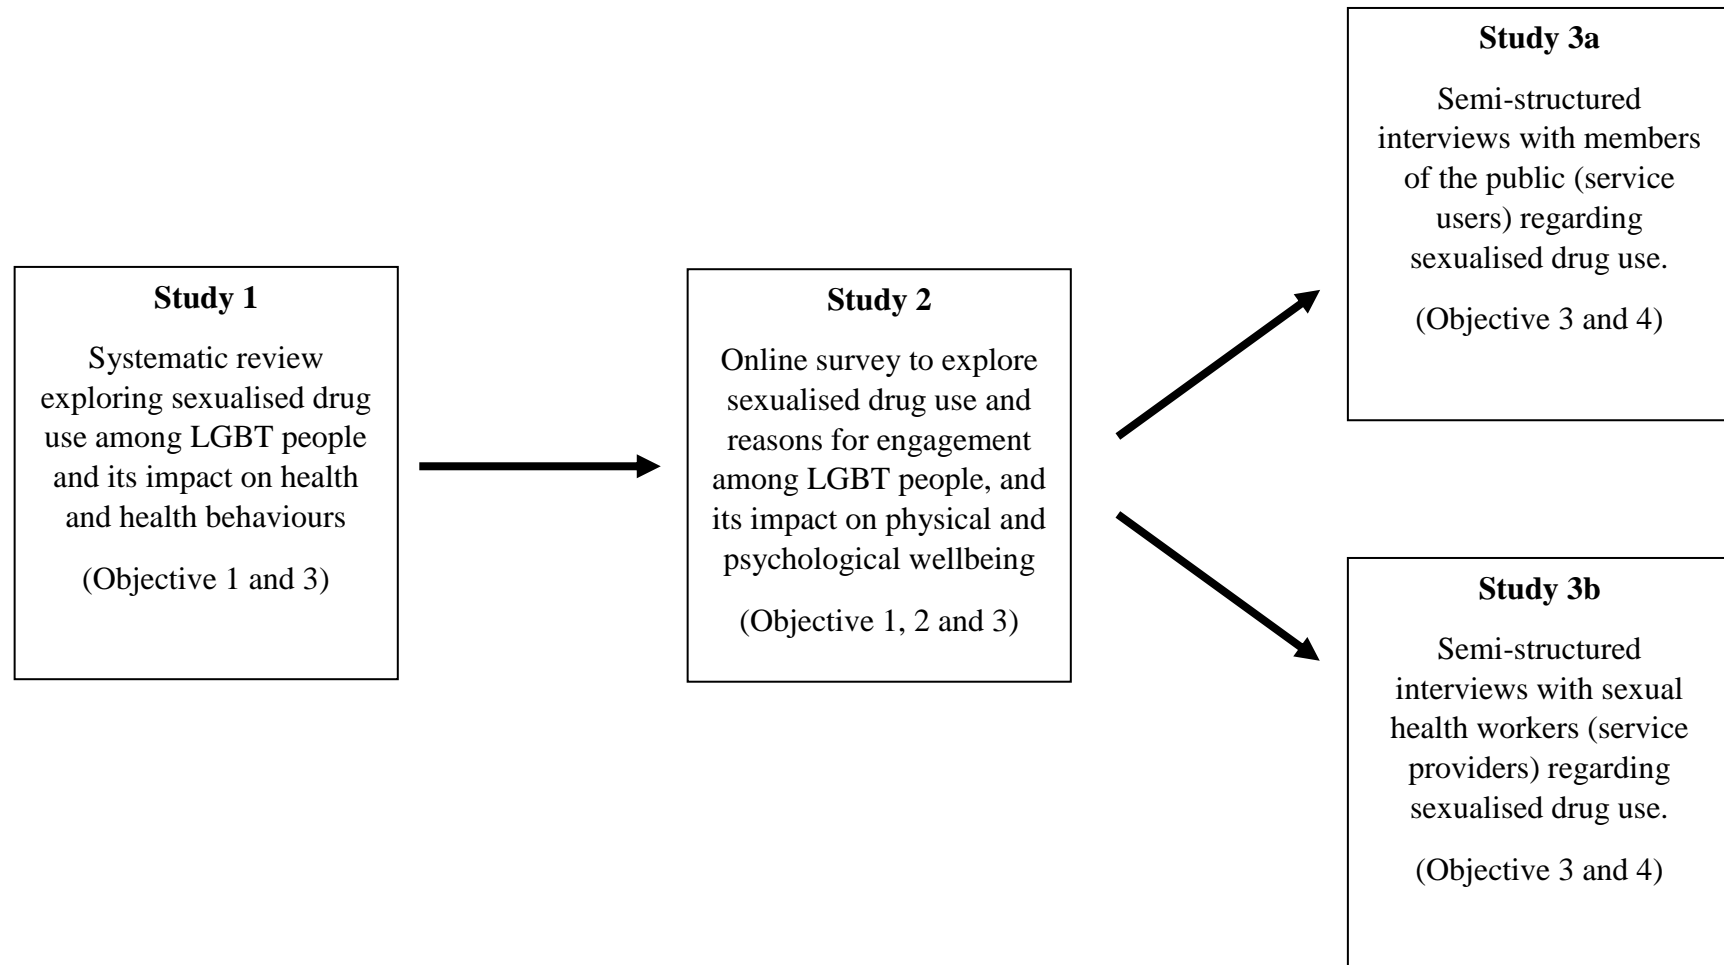 Study 1
Systematic review
exploring sexualised drug
use among LGBT people
and its impact on health
and health behaviours
(Objective 1 and 3)
Study 2
Online survey to explore
sexualised drug use and
reasons for engagement
among LGBT people, and
its impact on physical and
psychological wellbeing
(Objective 1, 2 and 3)
Study 3a
Semi-structured
interviews with members
of the public (service
users) regarding
sexualised drug use.
(Objective 3 and 4)
Study 3b
Semi-structured
interviews with sexual
health workers (service
providers) regarding
sexualised drug use.
(Objective 3 and 4)